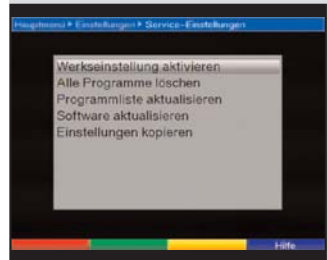 Hauptmenü ▸ Einstellungen ▸ Service-Einstellungen
Werkseinstellung aktivieren
Alle Programme löschen
Programmliste aktualisieren
Software aktualisieren
Einstellungen kopieren
Hilfe